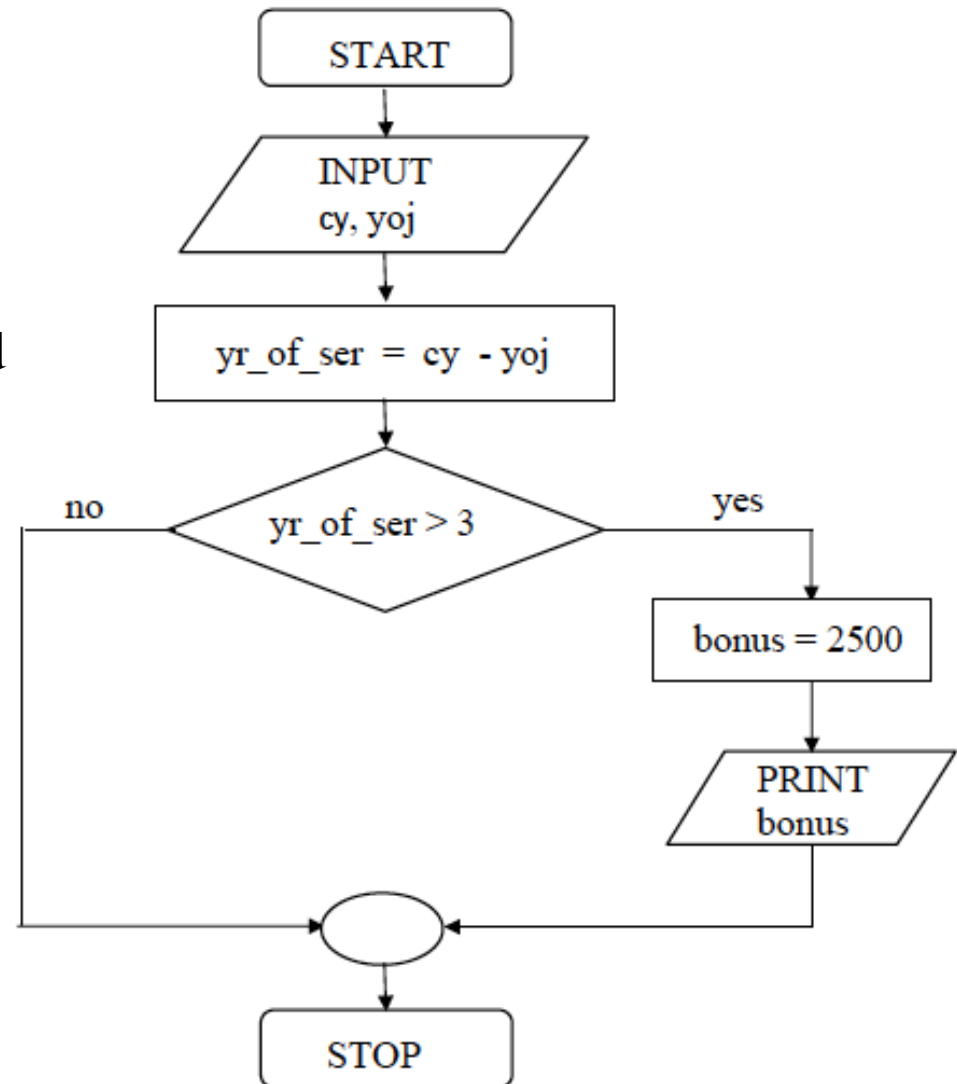 START
INPUT
cy, yoj
yr_of_ser = cy - yoj
no
yr_of_ser > 3
yes
bonus = 2500
PRINT
bonus
STOP